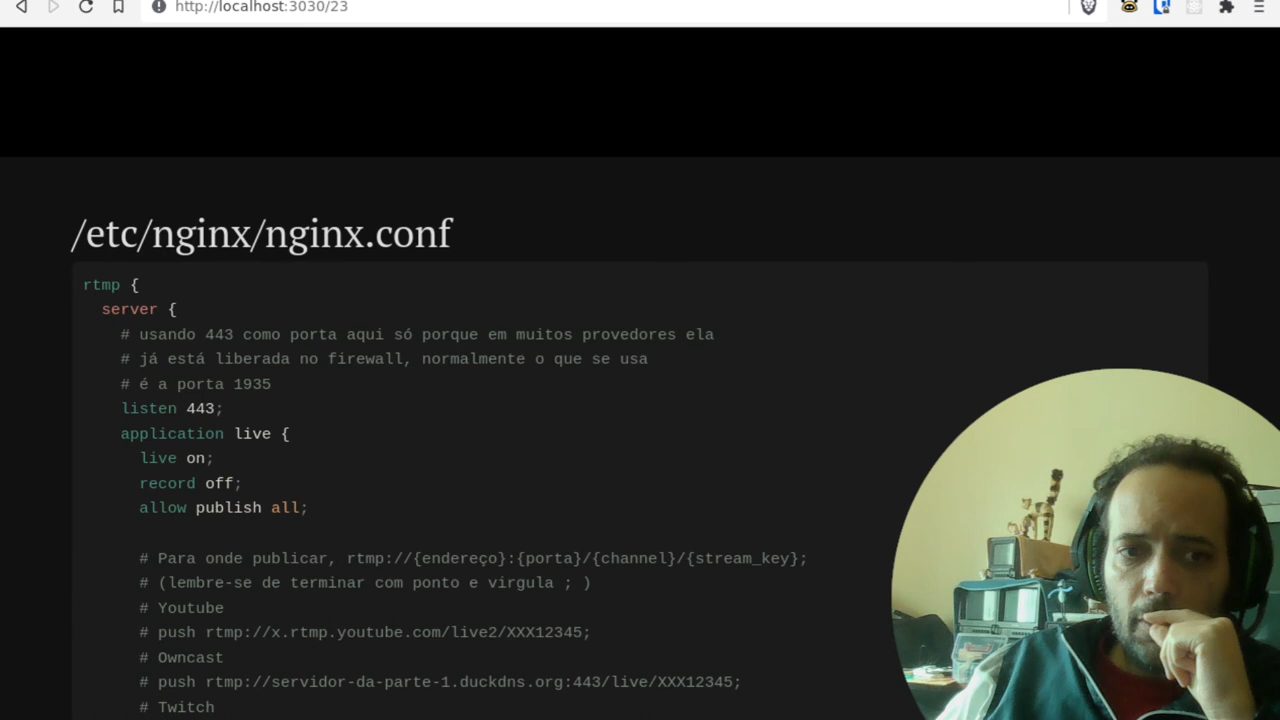 http://localhost:3030/23
/etc/nginx/nginx.conf
rtmp {
server {
# usando 443 como porta aqui só porque em muitos provedores ela
# já está liberada no firewall, normalmente o que se usa
# é a porta 1935
listen 443;
application live {
live on;
record off;
allow publish all;
# Para onde publicar, rtmp://{endereço}:{porta}/{channel}/{stream_key};
# (lembre-se de terminar com ponto e virgula ; )
# Youtube
# push rtmp://x.rtmp.youtube.com/live2/XXX12345;
# Owncast
# push rtmp://servidor-da-parte-1.duckdns.org:443/live/XXX12345;
# Twitch